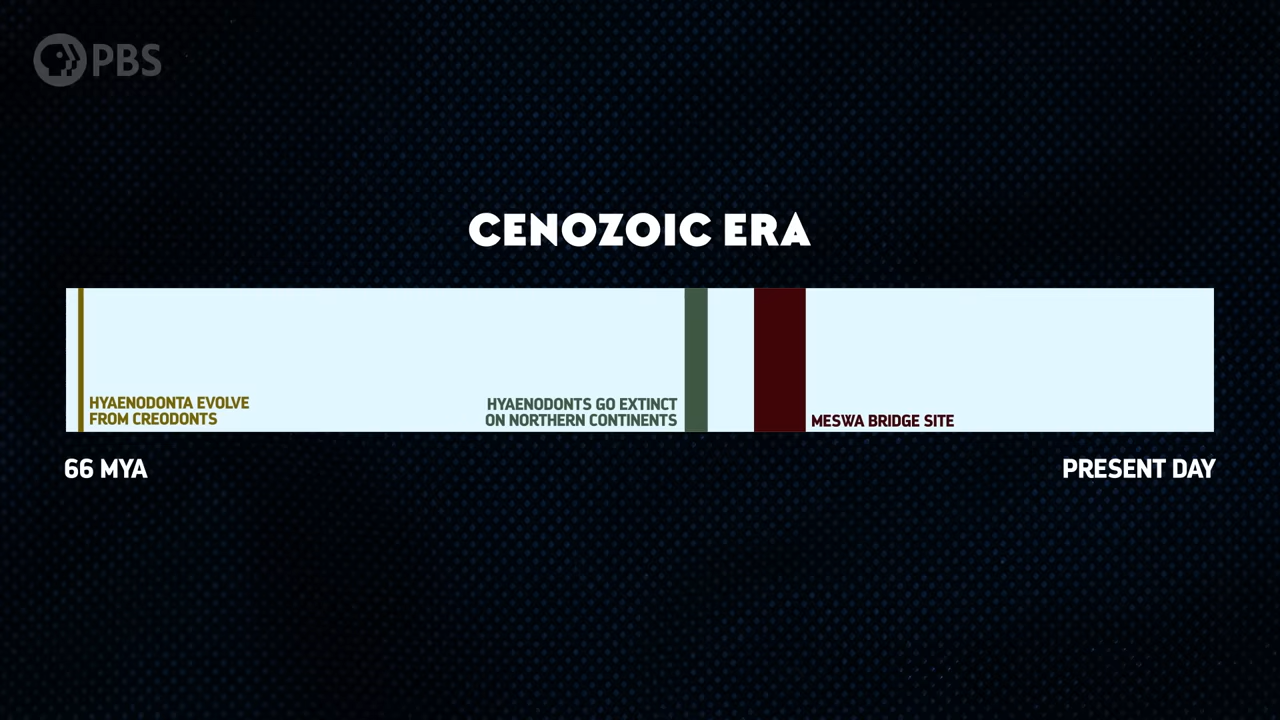 PBS
CENOZOIC ERA
HYAENODONTA EVOLVE
FROM CREODONTS
HYAENODONTS GO EXTINCT
ON NORTHERN CONTINENTS
MESWA BRIDGE SITE
66 MYA
PRESENT DAY